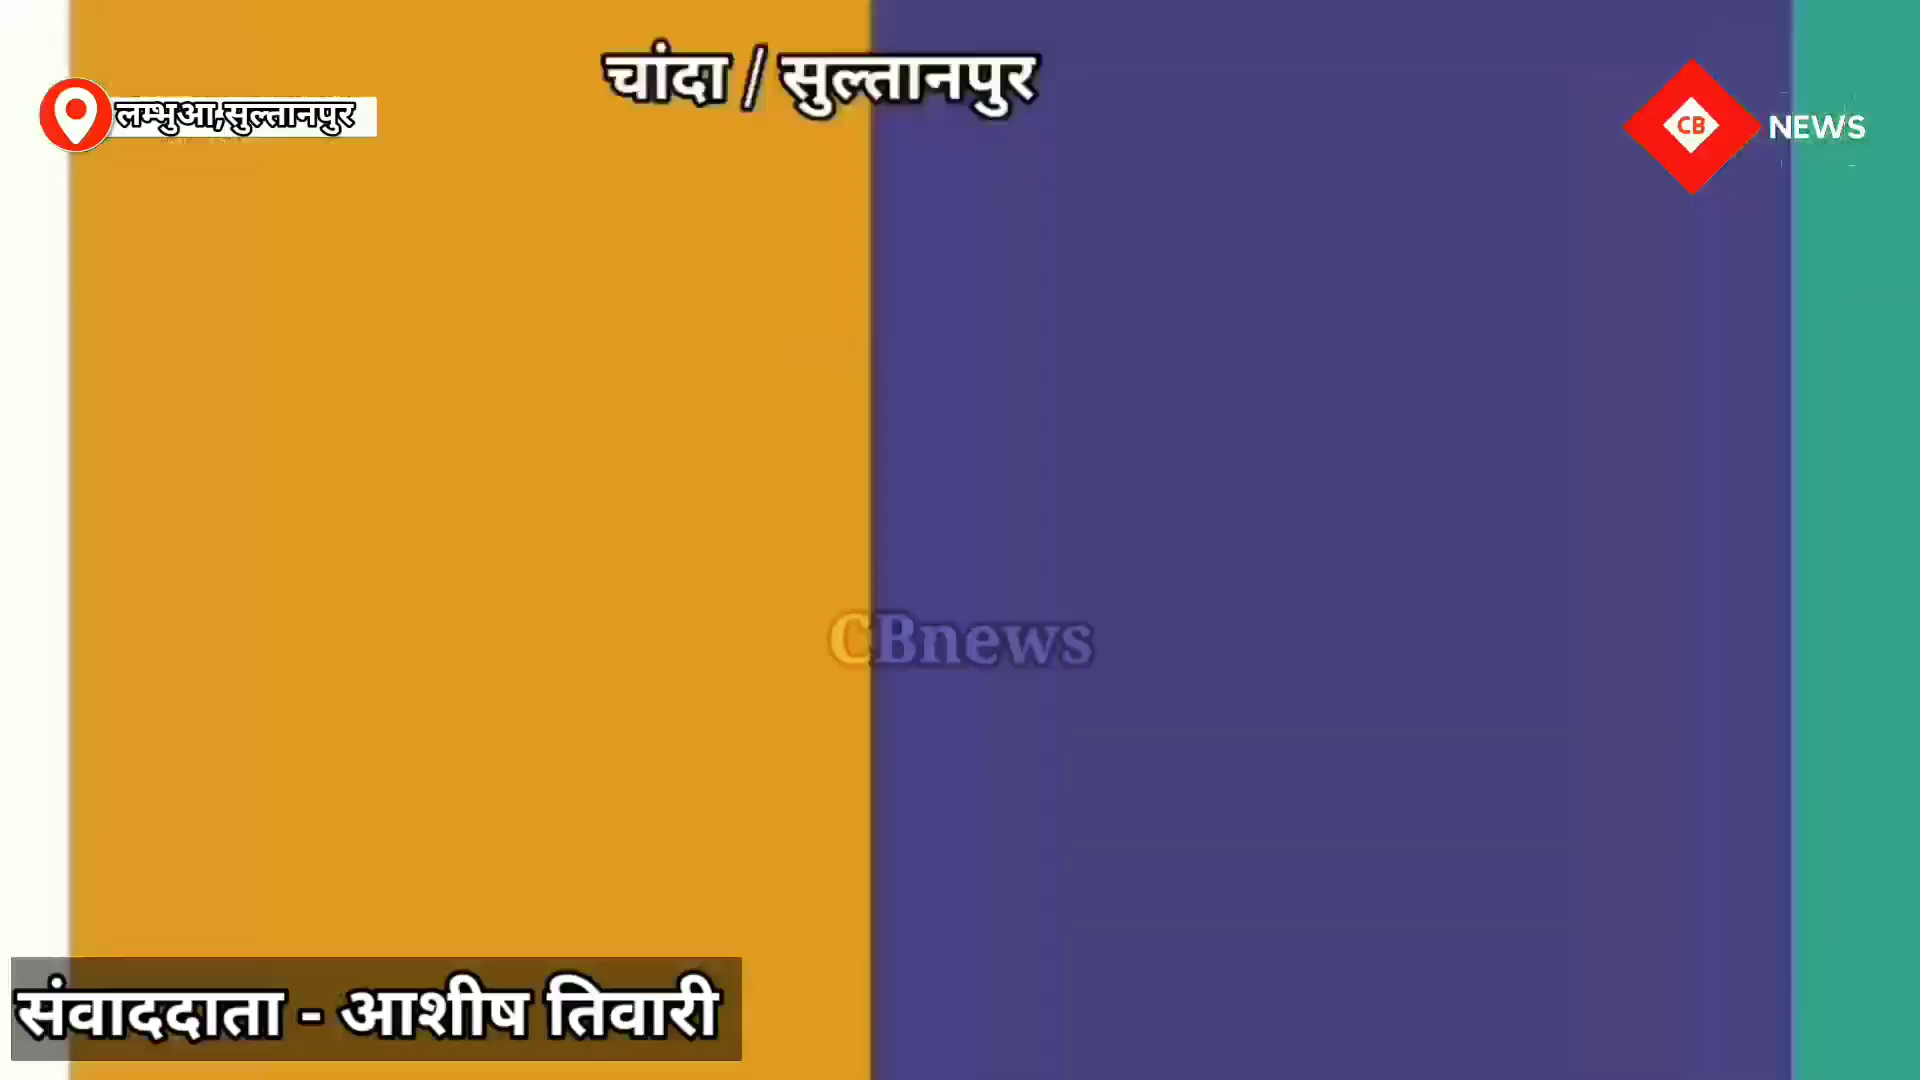 चांदा / सुल्तानपुर
लम्भुआ,सुल्तानपुर
CB NEWS
CBnews
संवाददाता - आशीष तिवारी